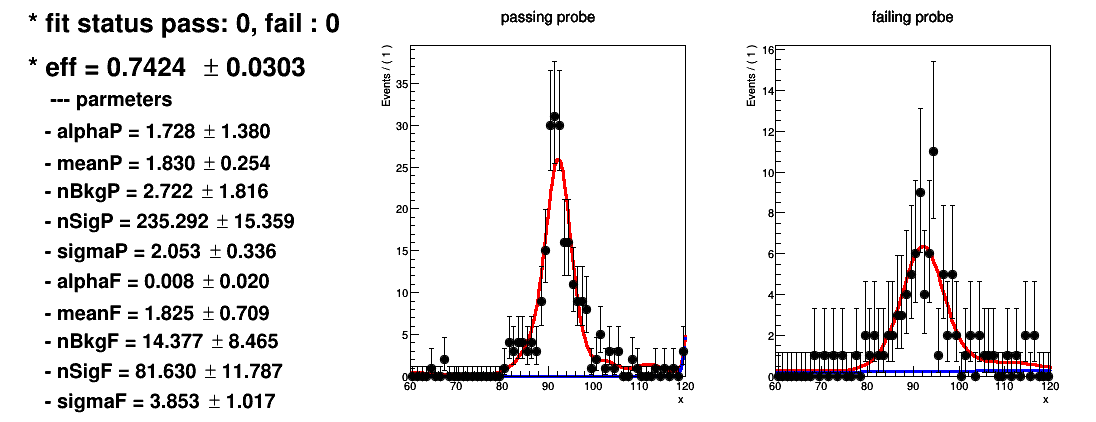 * fit status pass: 0, fail : 0
* eff = 0.7424 ± 0.0303
--- parmeters
- alphaP = 1.728 ± 1.380
- meanP = 1.830 ± 0.254
- nBkgP = 2.722 ± 1.816
- nSigP = 235.292 ± 15.359
- sigmaP = 2.053 ± 0.336
- alphaF = 0.008 ± 0.020
- meanF = 1.825 ± 0.709
- nBkgF = 14.377 ± 8.465
- nSigF = 81.630 ± 11.787
- sigmaF = 3.853 ± 1.017
passing probe
Events / ( 1 )
35
30
25
20
15
10
5
0
60 70 80 90 100 110 120
x
failing probe
Events / ( 1 )
16
14
12
10
8
6
4
2
0
60 70 80 90 100 110 120
x